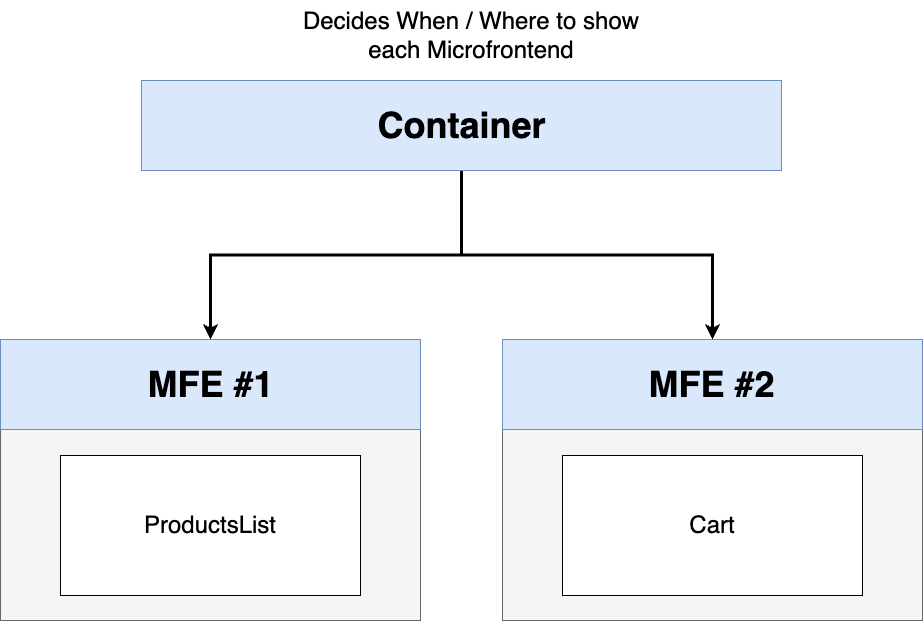 Decides When / Where to show
each Microfrontend
Container
MFE #1
MFE #2
ProductsList
Cart